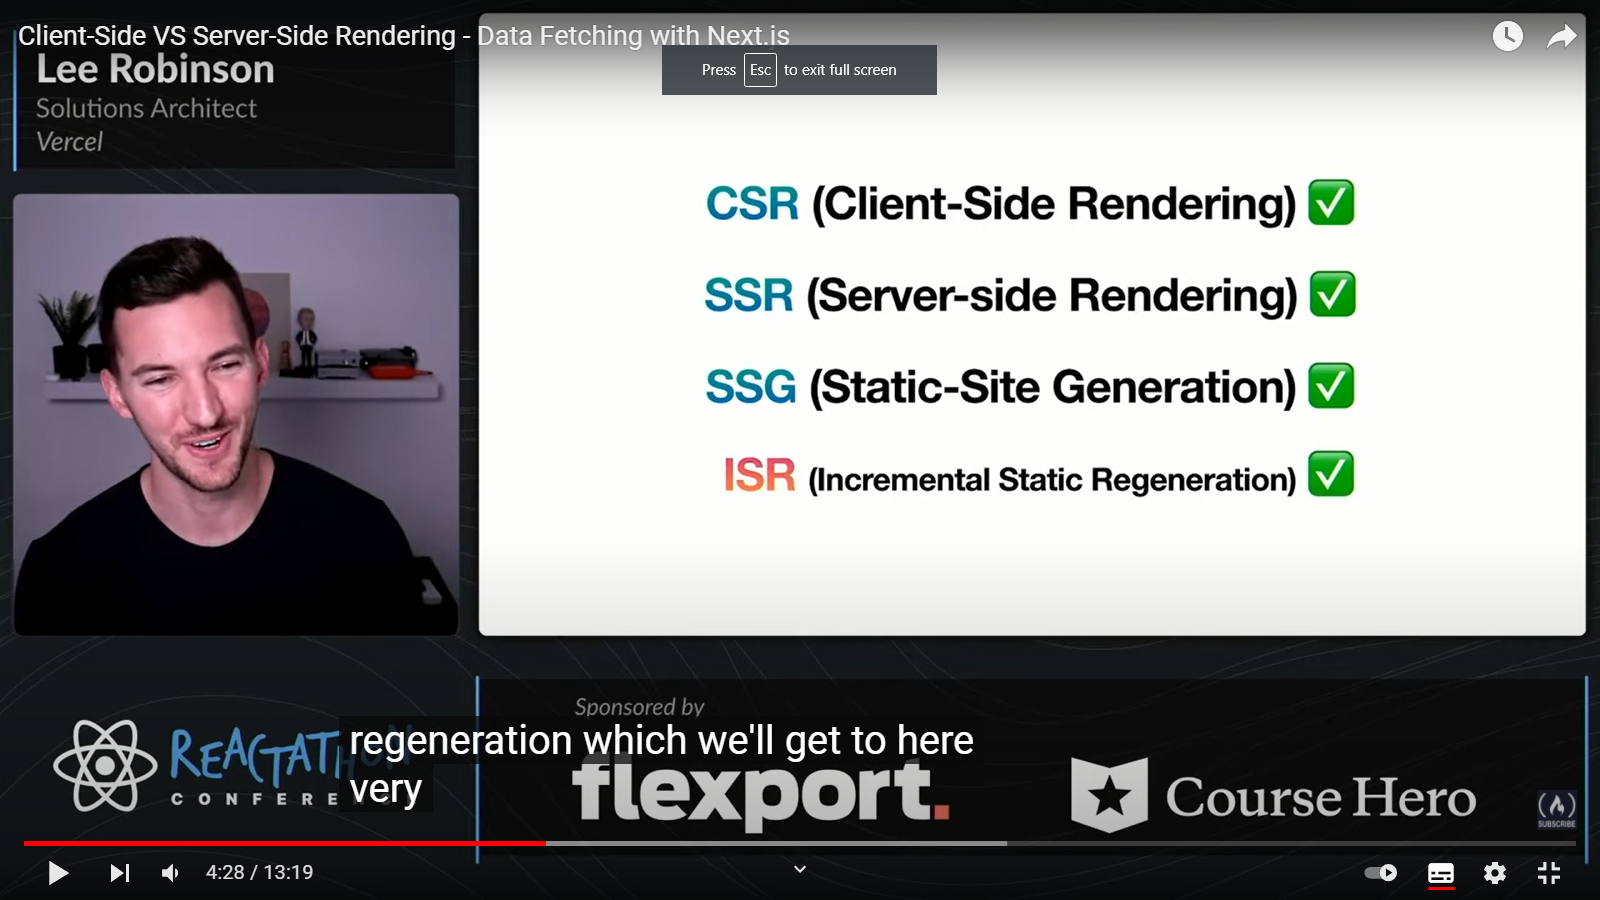 Client-Side VS Server-Side Rendering - Data Fetching with Next.js
Press Esc to exit full screen
Lee Robinson
Solutions Architect
Vercel
CSR (Client-Side Rendering)
SSR (Server-side Rendering)
SSG (Static-Site Generation)
ISR (Incremental Static Regeneration)
Sponsored by
REACTATHON
CONFERE
regeneration which we'll get to here
very
flexport.
Course Hero
SUBSCRIBE
4:28 / 13:19